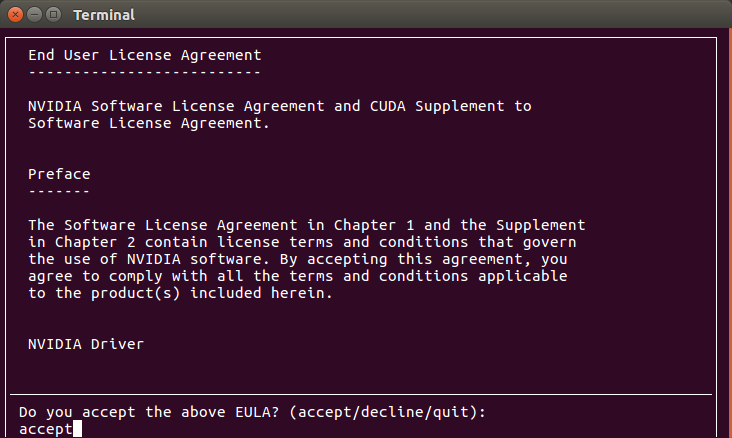 Terminal
End User License Agreement
--------------------------
NVIDIA Software License Agreement and CUDA Supplement to
Software License Agreement.
Preface
-------
The Software License Agreement in Chapter 1 and the Supplement
in Chapter 2 contain license terms and conditions that govern
the use of NVIDIA software. By accepting this agreement, you
agree to comply with all the terms and conditions applicable
to the product(s) included herein.
NVIDIA Driver
Do you accept the above EULA? (accept/decline/quit):
accept